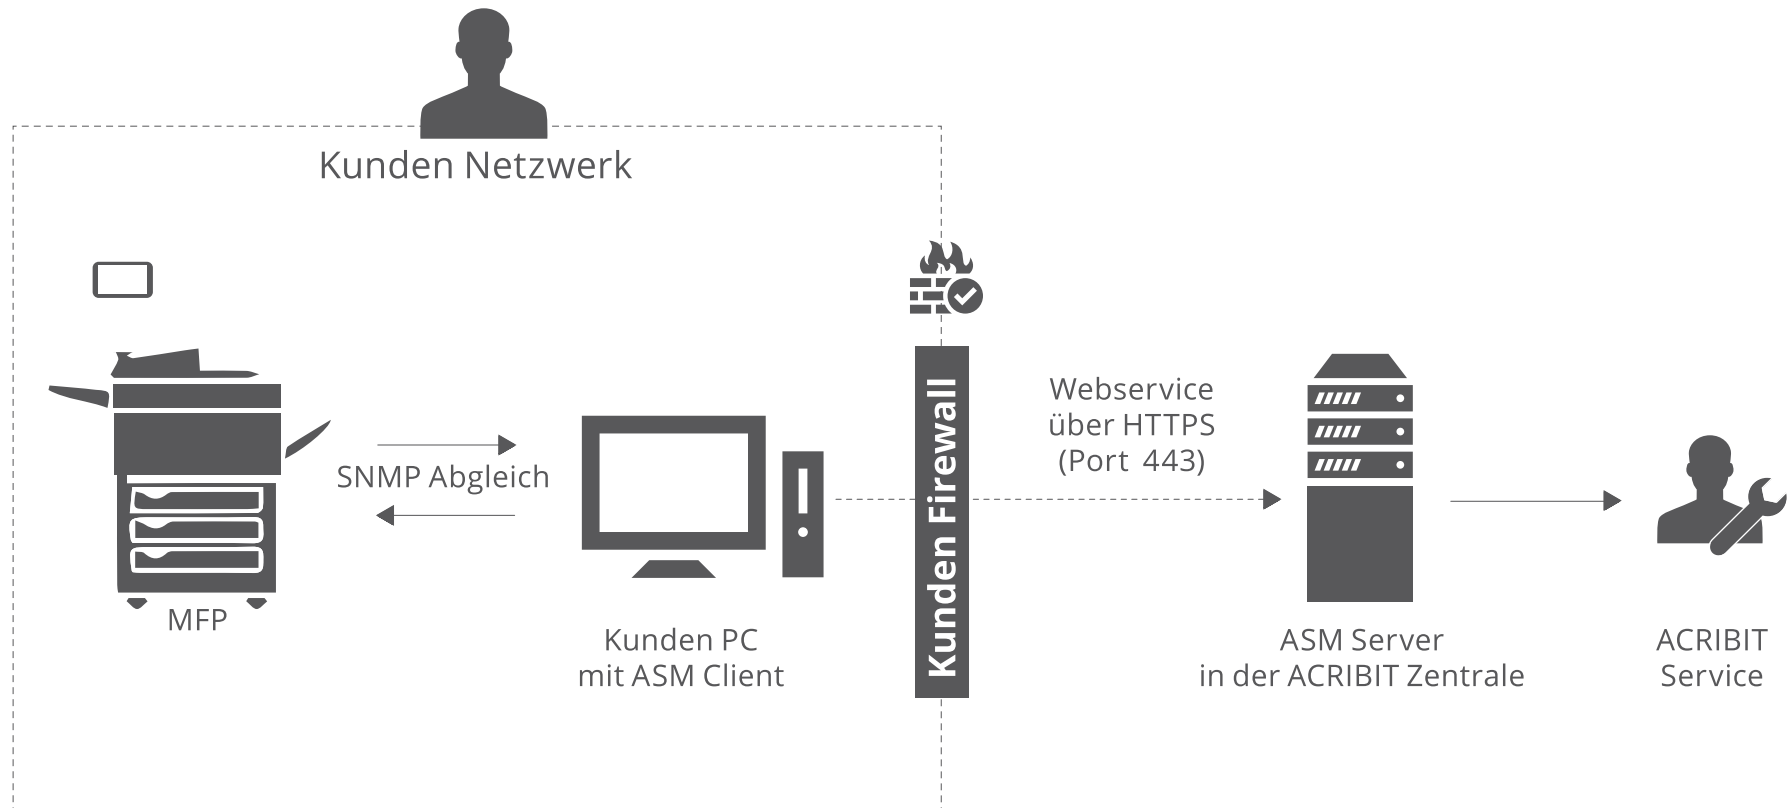 Kunden Netzwerk
SNMP Abgleich
MFP
Kunden PC
mit ASM Client
Kunden Firewall
Webservice
über HTTPS
(Port 443)
ASM Server
in der ACRIBIT Zentrale
ACRIBIT
Service